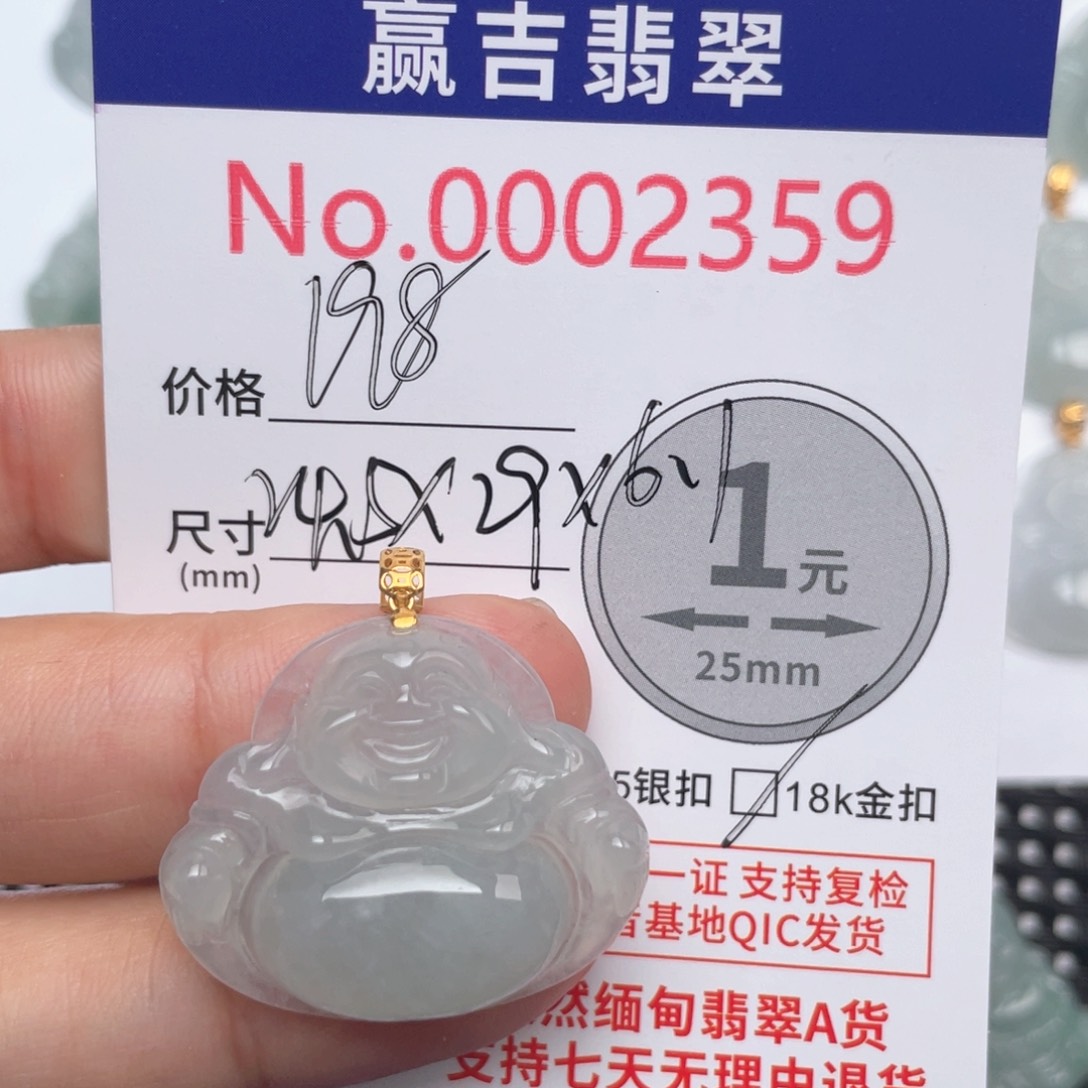 赢吉翡翠
No.0002359
价格 198
尺寸
(mm)
1元
25mm
5银扣 18k金扣
一证 支持复检
者基地QIC发货
然缅甸翡翠A货
支持七天无理由退货